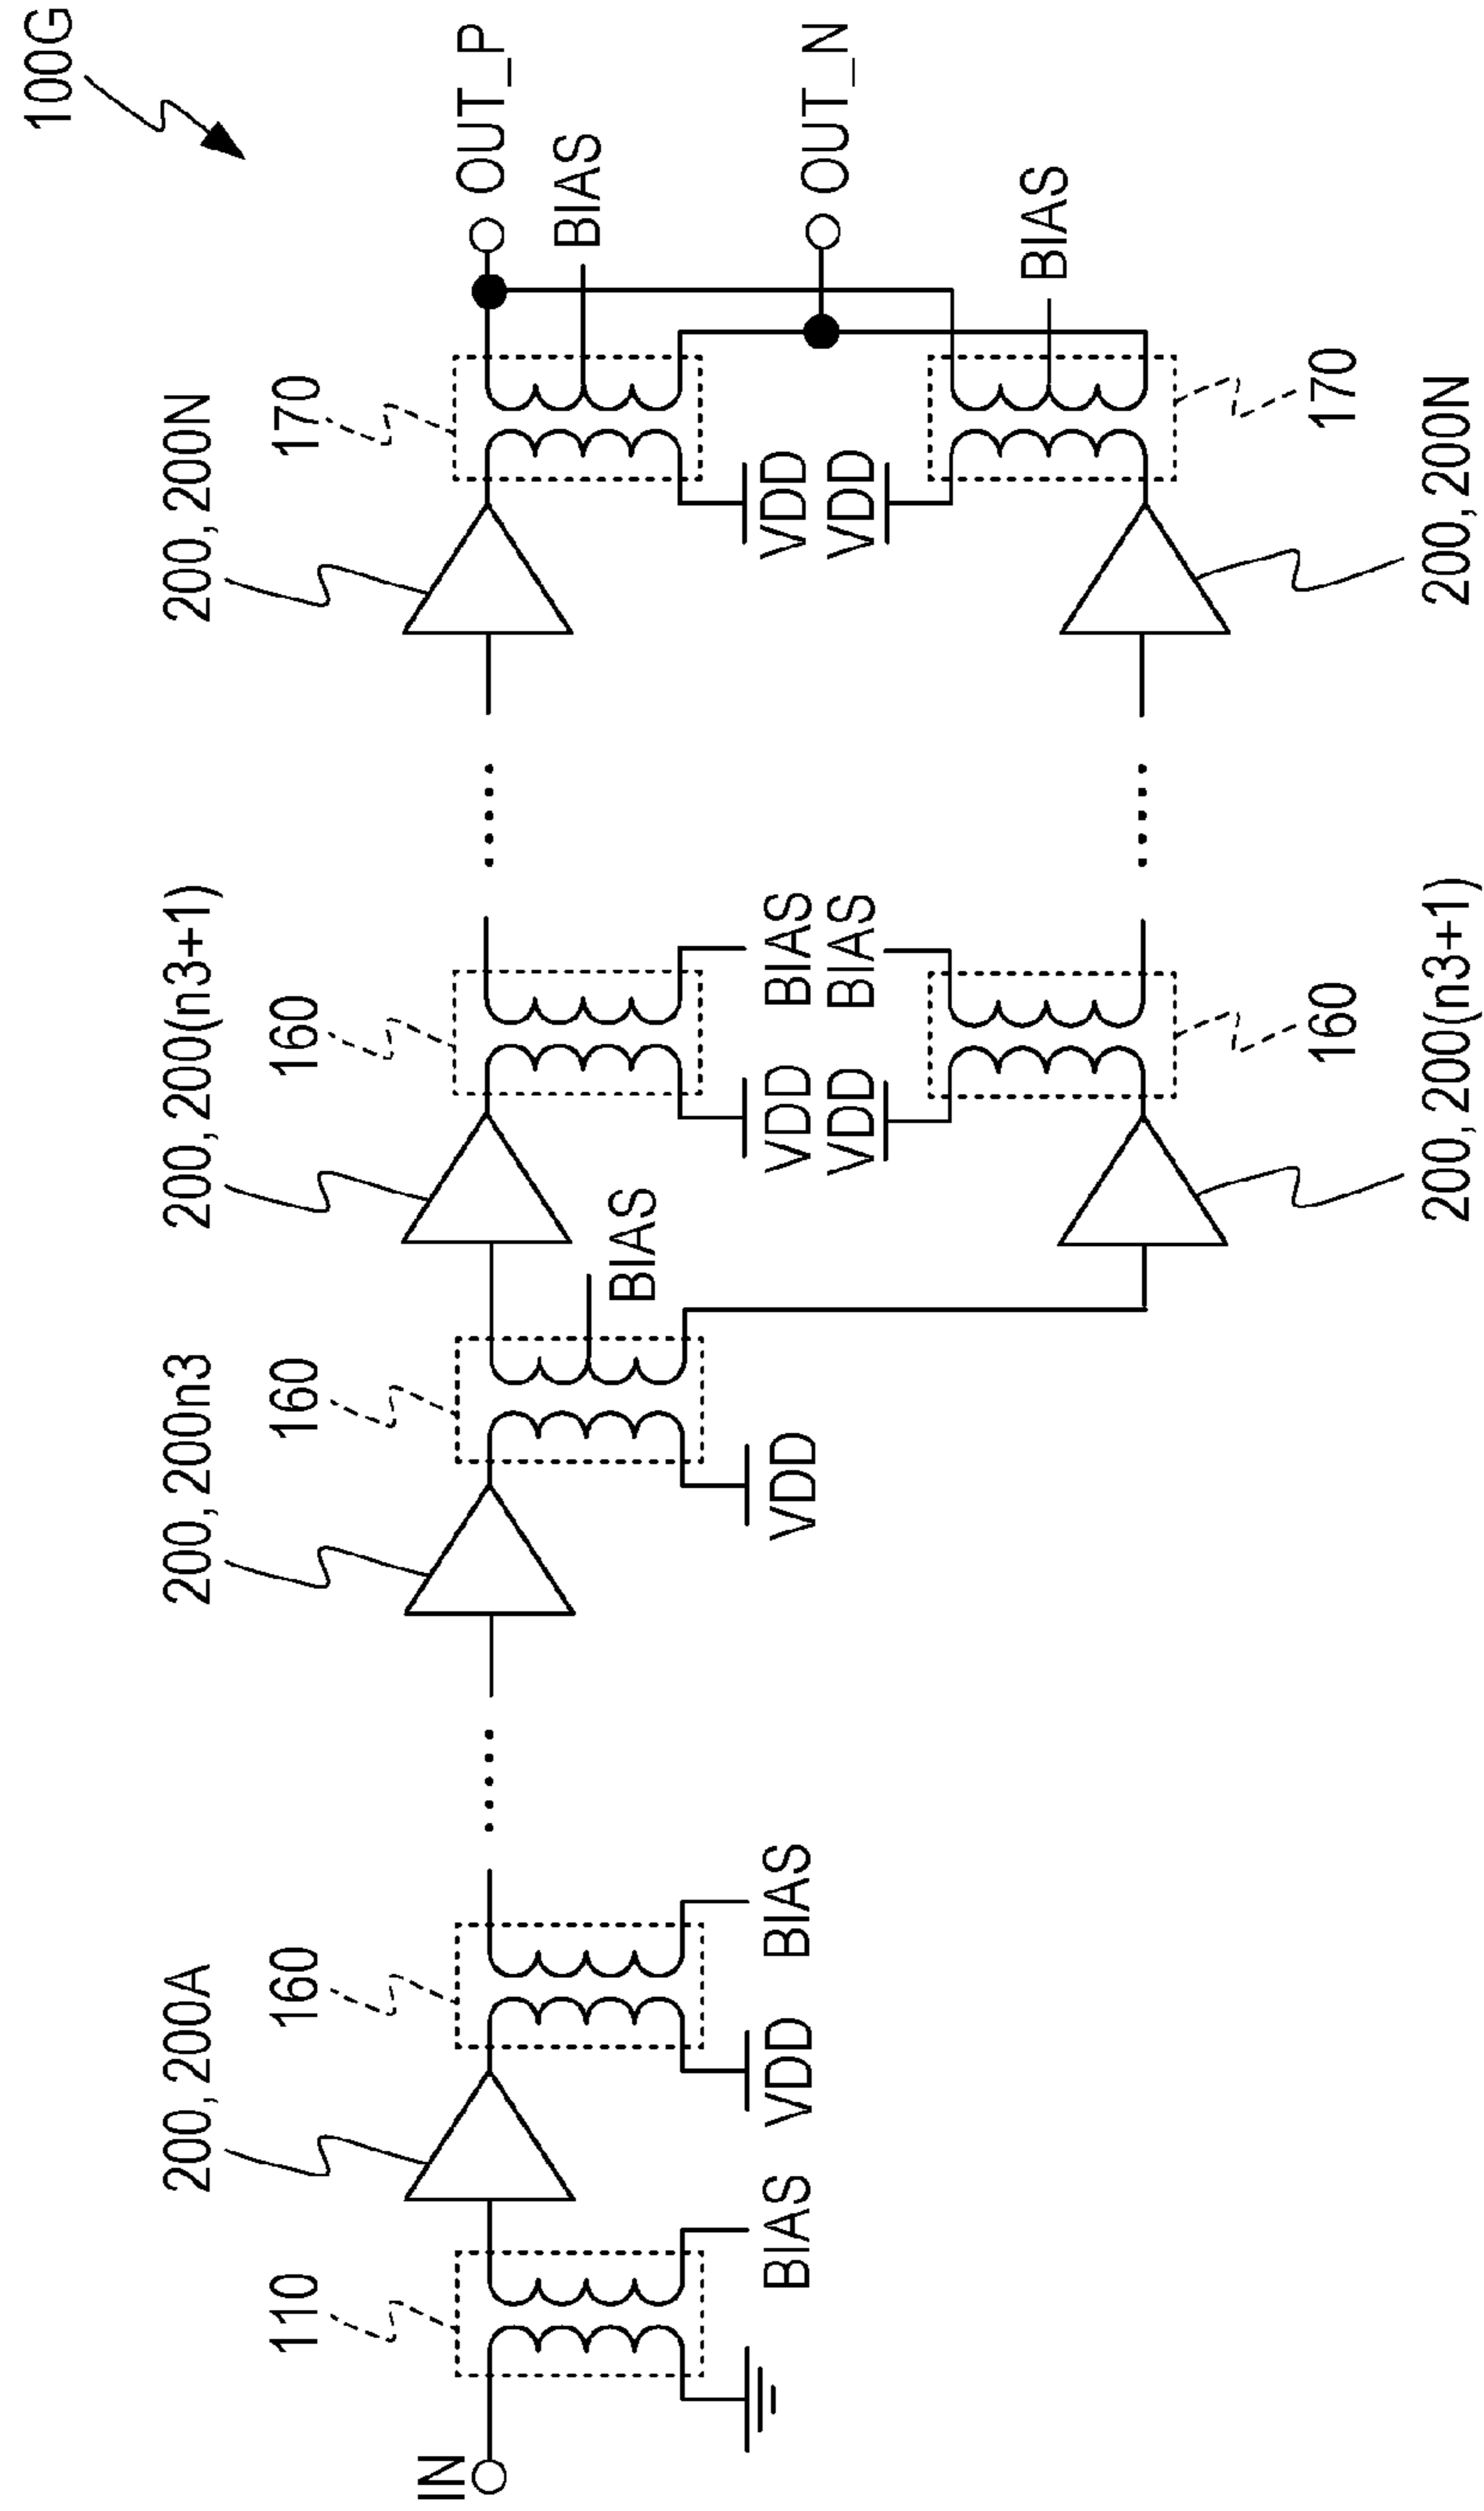 100G
200, 200A
200, 200n3
200, 200(n3+1)
200, 200N
110
160
160
160
170
IN
OUT_P
BIAS
BIAS
BIAS
VDD
BIAS
VDD
VDD
BIAS
VDD
OUT_N
VDD
BIAS
VDD
BIAS
160
170
200, 200(n3+1)
200, 200N